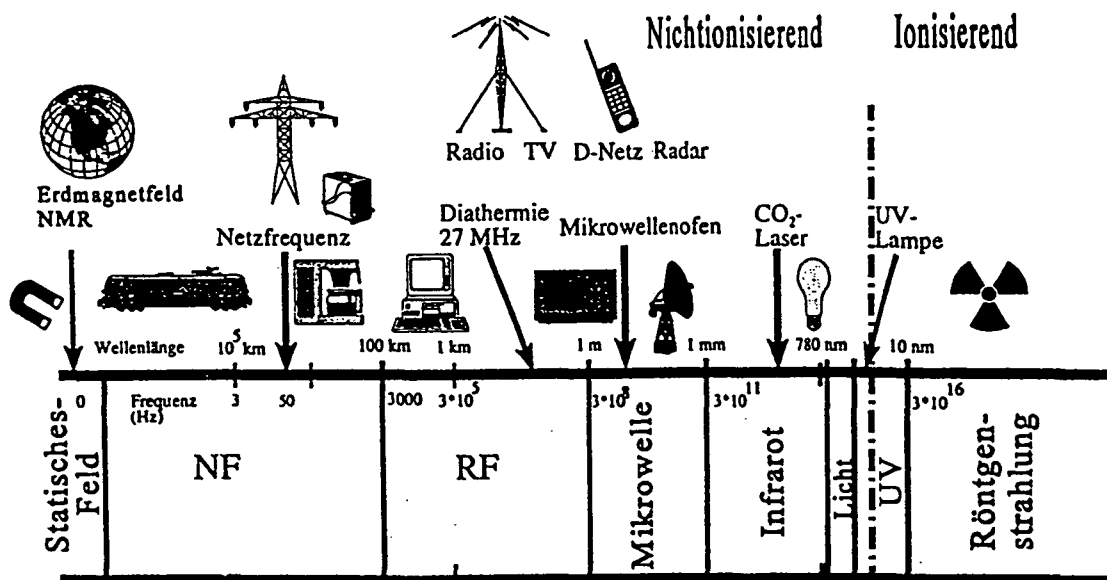 Nichtionisierend
Ionisierend
Radio TV D-Netz Radar
Erdmagnetfeld
NMR
Netzfrequenz
Diathermie
27 MHz
Mikrowellenofen
CO₂-
Laser
UV-
Lampe
Wellenlänge 10⁵ km 100 km 1 km 1 m 1 mm 780 nm 10 nm
0 Frequenz 3 50 3000 3*10⁵ 3*10⁸ 3*10¹¹ 3*10¹⁶
(Hz)
Statisches-
Feld
NF
RF
Mikrowelle
Infrarot
Licht
UV
Röntgen-
strahlung